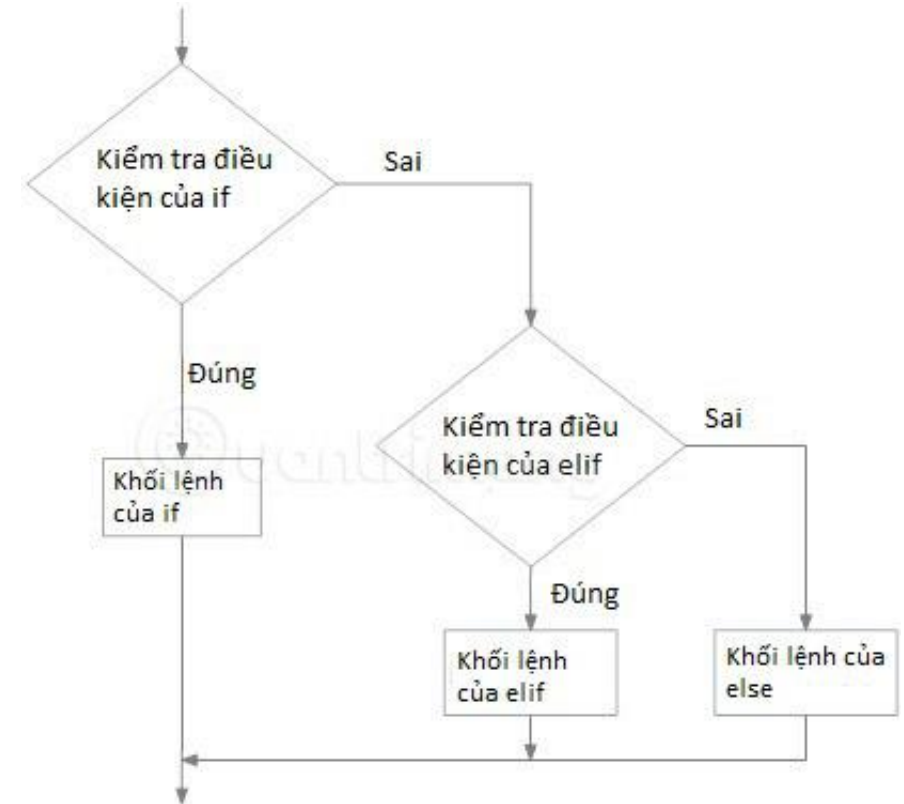 Kiểm tra điều
kiện của if
Sai
Đúng
Khối lệnh
của if
Kiểm tra điều
kiện của elif
Sai
Đúng
Khối lệnh
của elif
Khối lệnh của
else